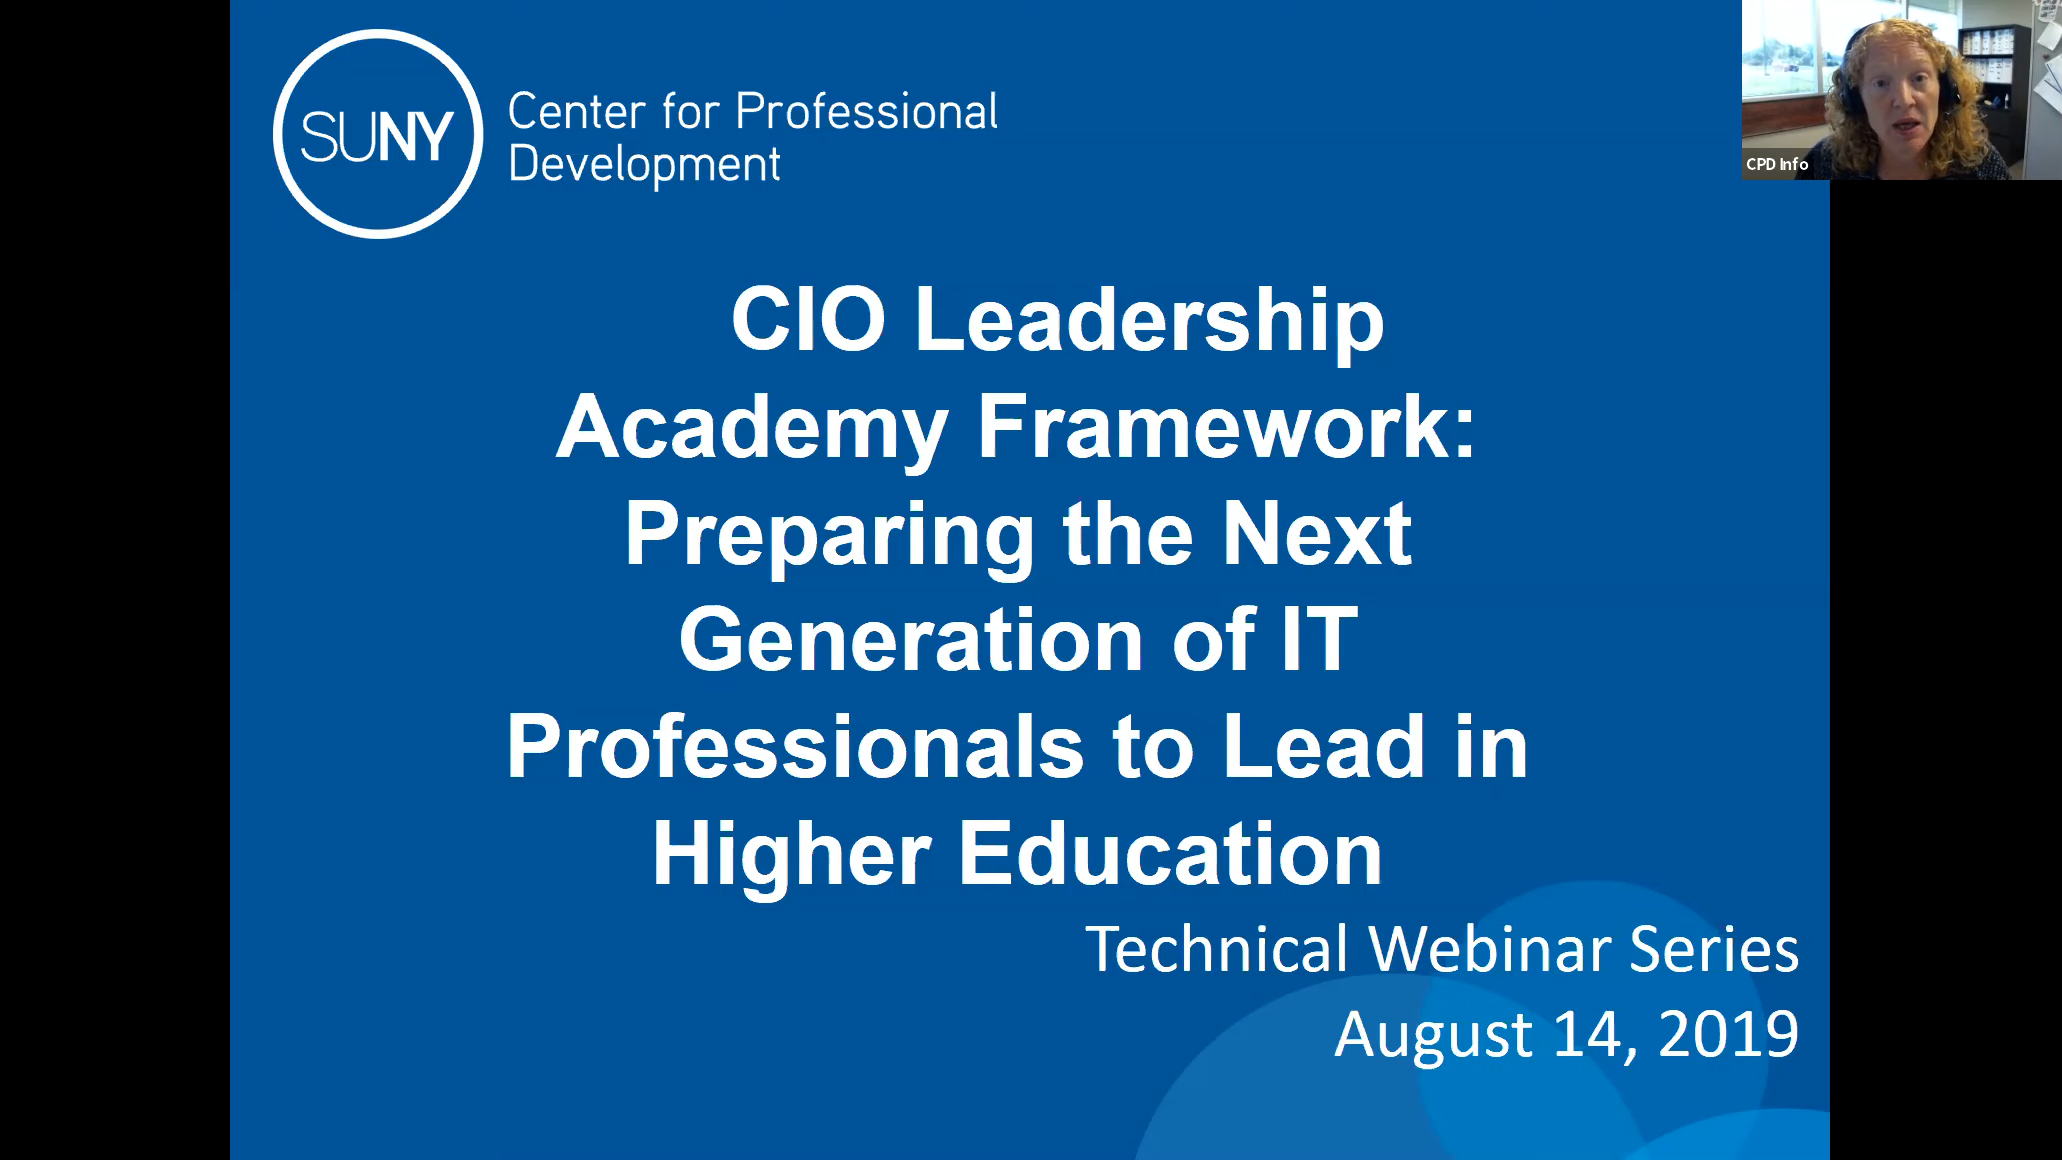 SUNY
Center for Professional
Development
CPD Info
CIO Leadership
Academy Framework:
Preparing the Next
Generation of IT
Professionals to Lead in
Higher Education
Technical Webinar Series
August 14, 2019